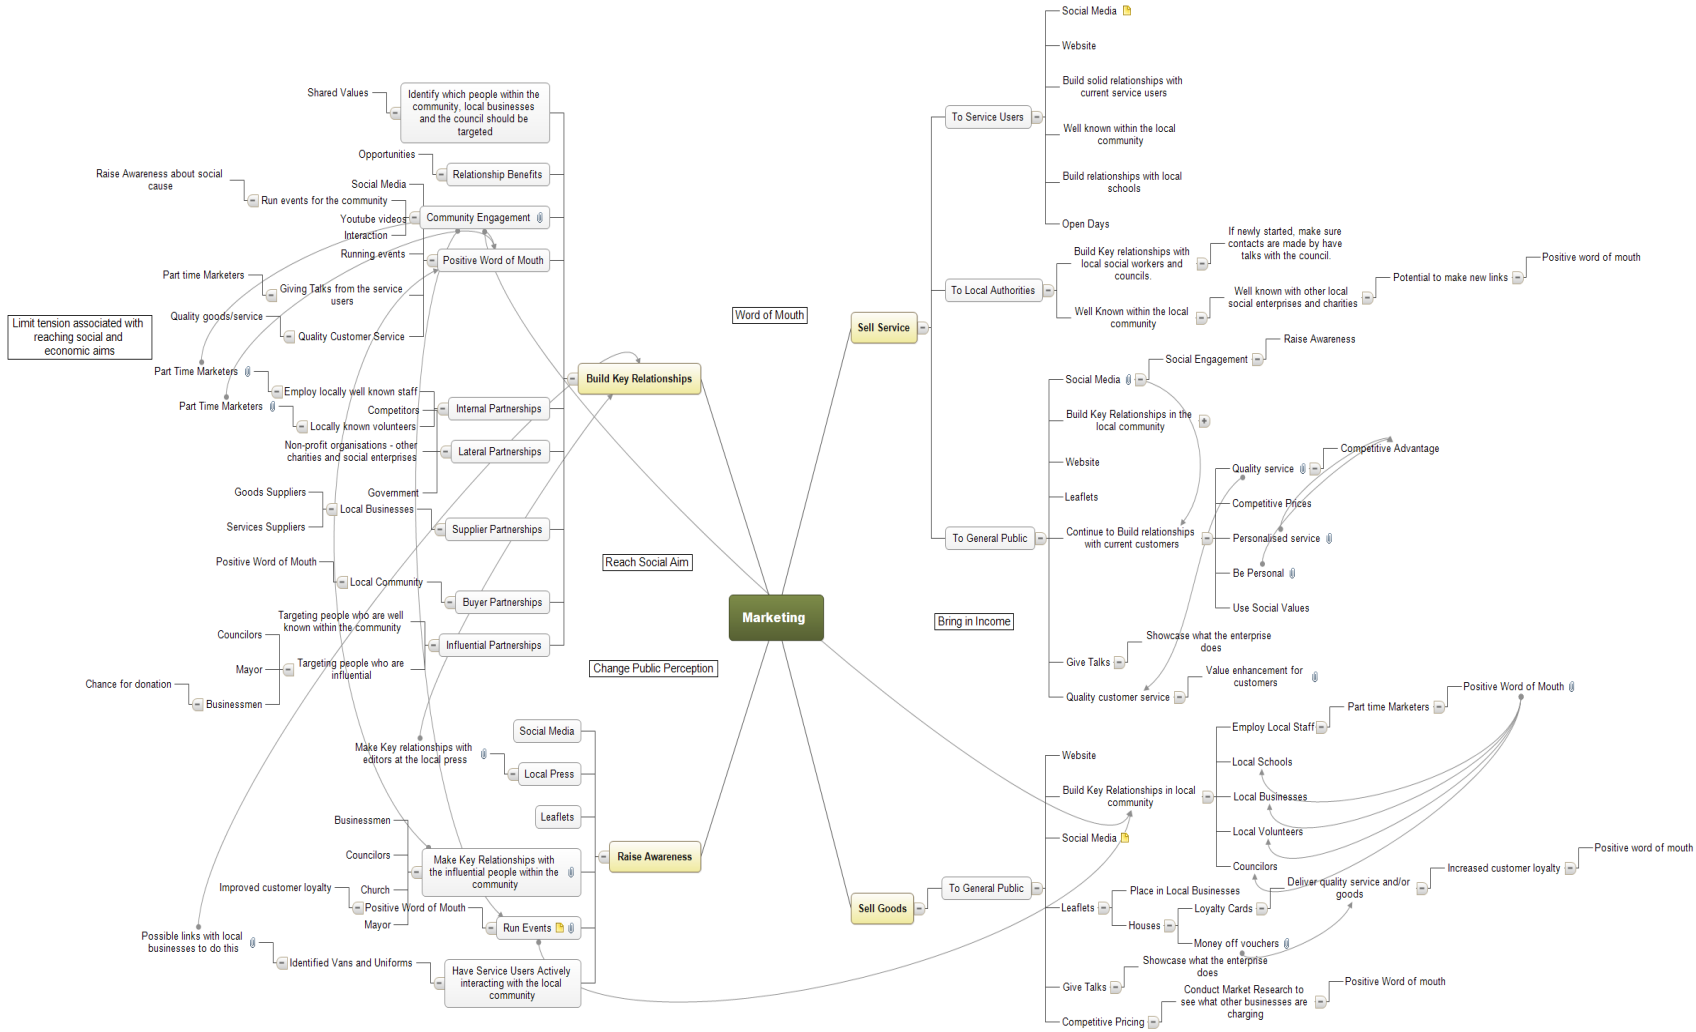 Shared Values
Identify which people within the
community, local businesses
and the council should be
targeted
Opportunities
Relationship Benefits
Raise Awareness about social
cause
Social Media
Run events for the community
Youtube videos
Interaction
Community Engagement
Running events
Positive Word of Mouth
Part time Marketers
Giving Talks from the service
users
Quality goods/service
Quality Customer Service
Limit tension associated with
reaching social and
economic aims
Part Time Marketers
Employ locally well known staff
Part Time Marketers
Competitors
Locally known volunteers
Internal Partnerships
Non-profit organisations - other
charities and social enterprises
Lateral Partnerships
Government
Goods Suppliers
Local Businesses
Services Suppliers
Supplier Partnerships
Positive Word of Mouth
Local Community
Buyer Partnerships
Targeting people who are well
known within the community
Influential Partnerships
Councilors
Mayor
Targeting people who are
influential
Chance for donation
Businessmen
Build Key Relationships
Word of Mouth
Reach Social Aim
Change Public Perception
Bring in Income
Marketing
Social Media
Make Key relationships with
editors at the local press
Local Press
Leaflets
Raise Awareness
Businessmen
Councilors
Church
Mayor
Make Key Relationships with
the influential people within the
community
Improved customer loyalty
Positive Word of Mouth
Run Events
Possible links with local
businesses to do this
Identified Vans and Uniforms
Have Service Users Actively
interacting with the local
community
Sell Service
To Service Users
Social Media
Website
Build solid relationships with
current service users
Well known within the local
community
Build relationships with local
schools
Open Days
To Local Authorities
Build Key relationships with
local social workers and
councils.
If newly started, make sure
contacts are made by have
talks with the council.
Well Known within the local
community
Well known with other local
social enterprises and charities
Potential to make new links
Positive word of mouth
To General Public
Social Media
Social Engagement
Raise Awareness
Build Key Relationships in the
local community
Website
Leaflets
Continue to Build relationships
with current customers
Quality service
Competitive Advantage
Competitive Prices
Personalised service
Be Personal
Use Social Values
Give Talks
Showcase what the enterprise
does
Quality customer service
Value enhancement for
customers
Sell Goods
To General Public
Website
Build Key Relationships in local
community
Employ Local Staff
Part time Marketers
Positive Word of Mouth
Local Schools
Local Businesses
Local Volunteers
Councilors
Social Media
Leaflets
Place in Local Businesses
Houses
Loyalty Cards
Deliver quality service and/or
goods
Increased customer loyalty
Positive word of mouth
Money off vouchers
Give Talks
Showcase what the enterprise
does
Competitive Pricing
Conduct Market Research to
see what other businesses are
charging
Positive Word of mouth